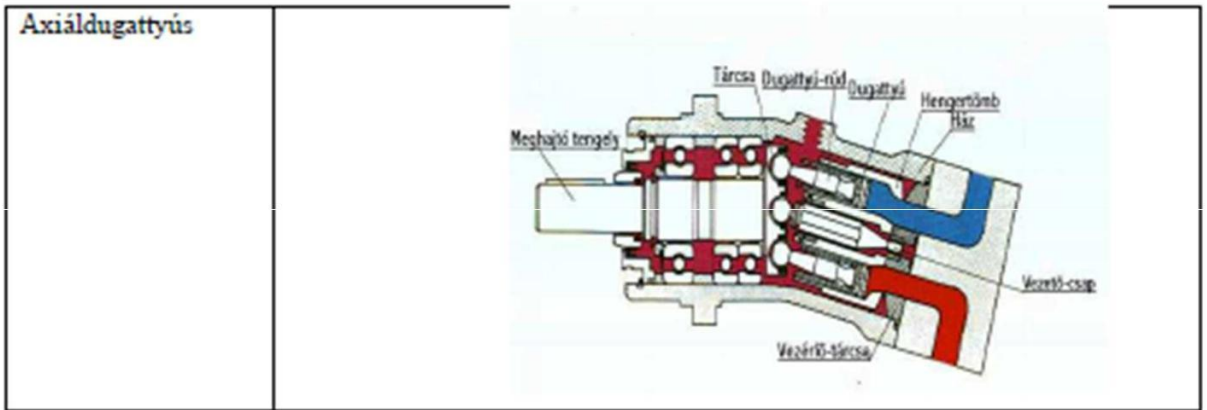 Axiáldugattyús
Tárcsa
Dugattyú-rúd
Dugattyú
Hengertömb
Ház
Meghajtó tengely
Vezető-csap
Vezérlő-tárcsa